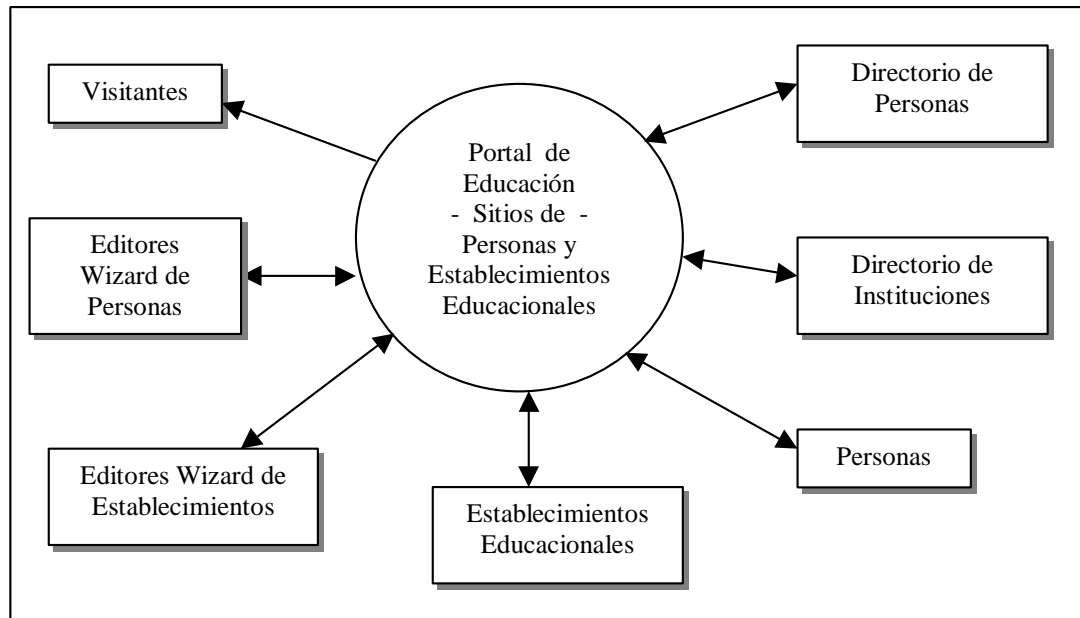 Visitantes
Directorio de
Personas
Portal de
Educación
- Sitios de -
Personas y
Establecimientos
Educacionales
Editores
Wizard de
Personas
Directorio de
Instituciones
Editores Wizard de
Establecimientos
Establecimientos
Educacionales
Personas